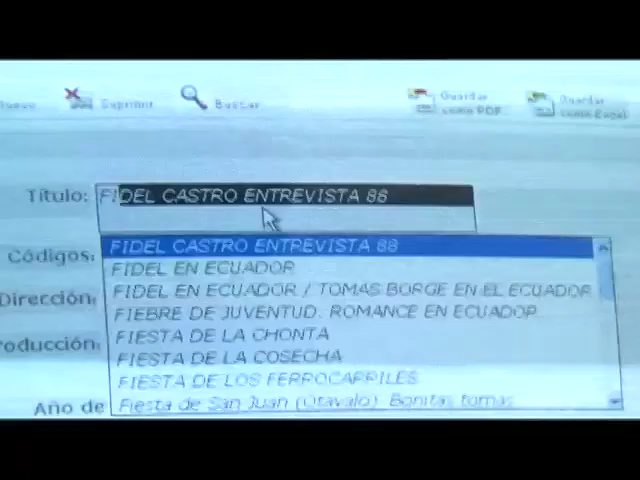 Nuevo Suprimir Buscar Guardar como PDF Guardar como Excel
Título: FIDEL CASTRO ENTREVISTA 88
Códigos: FIDEL CASTRO ENTREVISTA 88
FIDEL EN ECUADOR
Dirección: FIDEL EN ECUADOR / TOMAS BORGE EN EL ECUADOR
FIEBRE DE JUVENTUD. ROMANCE EN ECUADOR
roducción: FIESTA DE LA CHONTA
FIESTA DE LA COSECHA
FIESTA DE LOS FERROCARRILES
Año de Fiesta de San Juan (Otavalo). Bonitas tomas